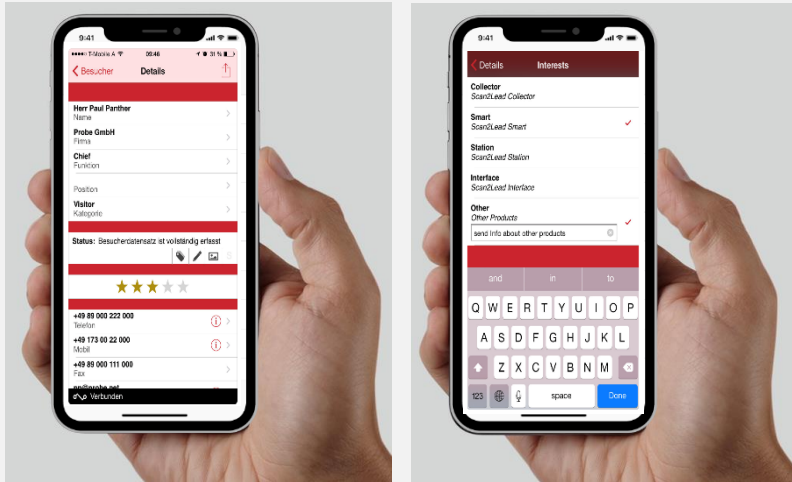 9:41
T-Mobile A 09:46 31 %
Besucher Details
Herr Paul Panther
Name
Probe GmbH
Firma
Chief
Funktion
Position
Visitor
Kategorie
Status: Besucherdatensatz ist vollständig erfasst
+49 89 000 222 000
Telefon
+49 173 00 22 000
Mobil
+49 89 000 111 000
Fax
Verbunden
9:41
Details Interests
Collector
Scan2Lead Collector
Smart
Scan2Lead Smart
Station
Scan2Lead Station
Interface
Scan2Lead Interface
Other
Other Products
send Info about other products
and in to
Q W E R T Y U I O P
A S D F G H J K L
Z X C V B N M
123 space Done